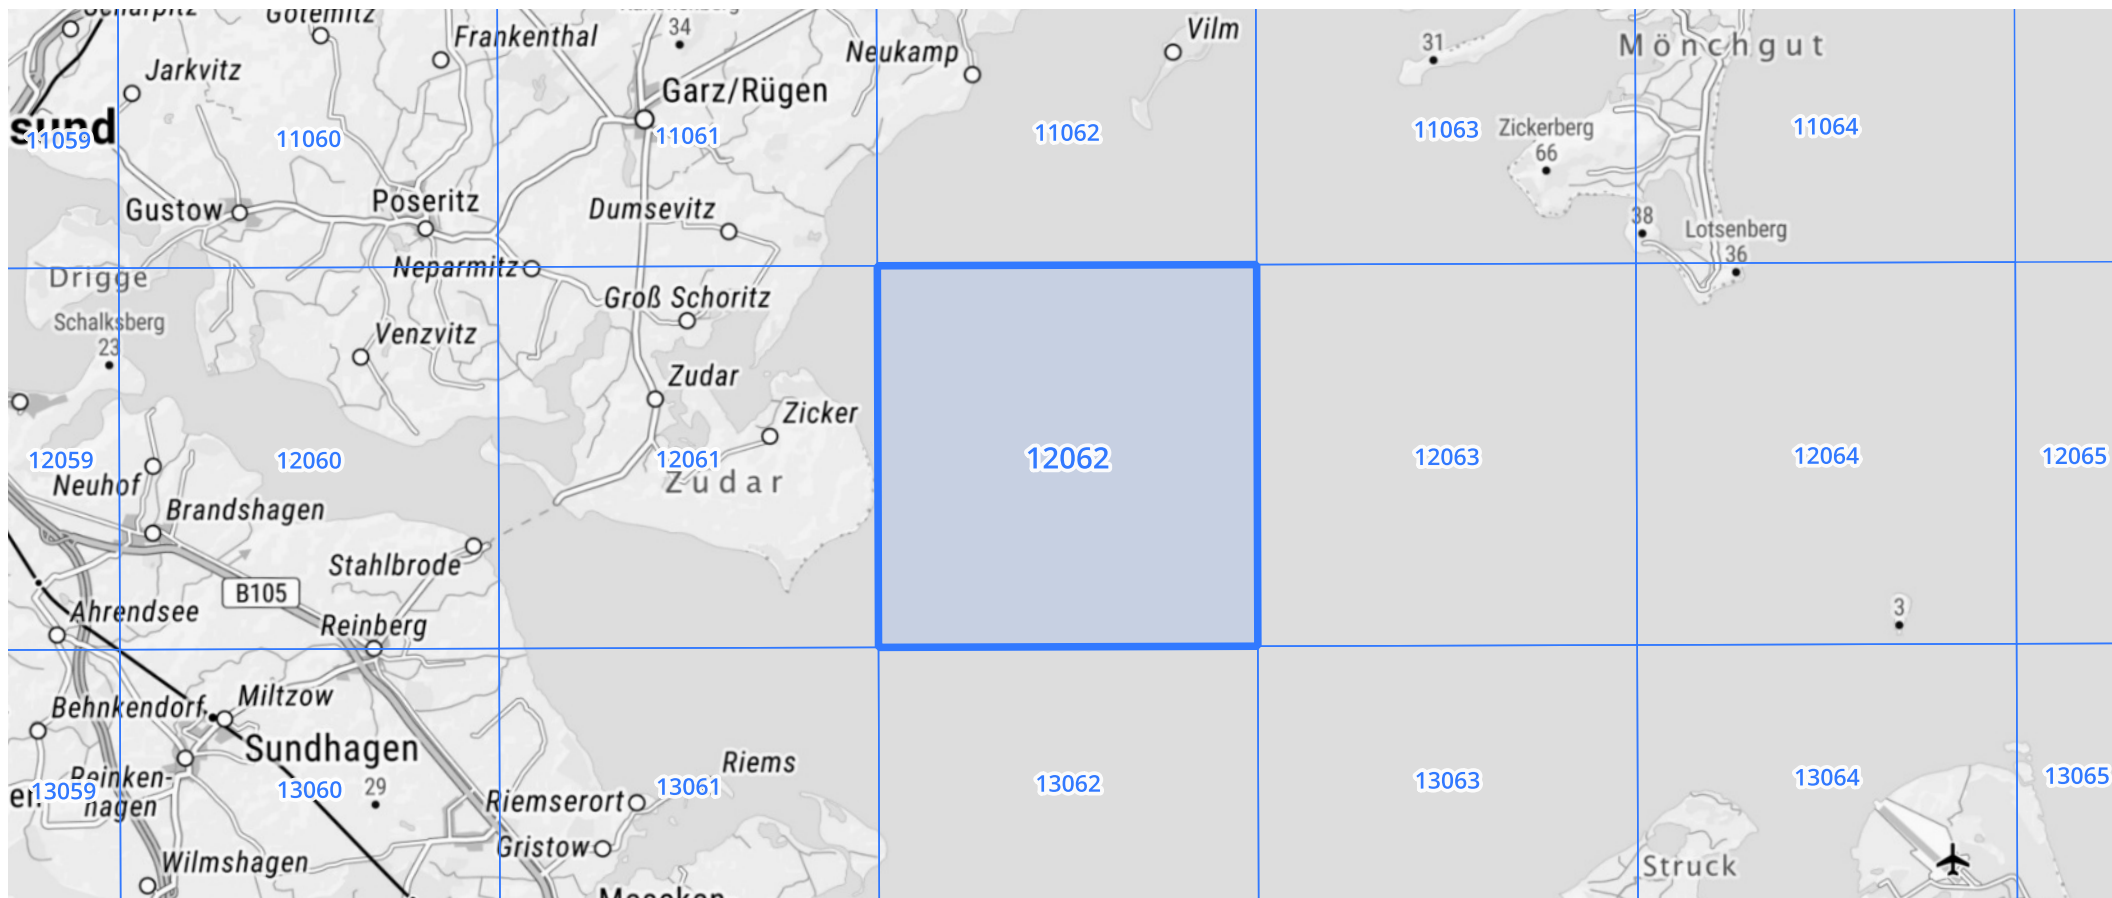 Götemitz
34
Vilm
Frankenthal
Neukamp
31
Mönchgut
Jarkvitz
Garz/Rügen
sund
11059
11060
11061
11062
11063
11064
Zickerberg
66
Gustow
Poseritz
Dumsevitz
38
Lotsenberg
36
Drigge
Neparmitz
Groß Schoritz
Schalksberg
23
Venzvitz
Zudar
Zicker
12059
12060
12061
12062
12063
12064
12065
Neuhof
Zudar
Brandshagen
Stahlbrode
B105
Ahrendsee
Reinberg
3
Behnkendorf
Miltzow
Sundhagen
Riems
Reinken-
hagen
en
13059
13060
29
13061
13062
13063
13064
13065
Riemserort
Gristow
Wilmshagen
Struck